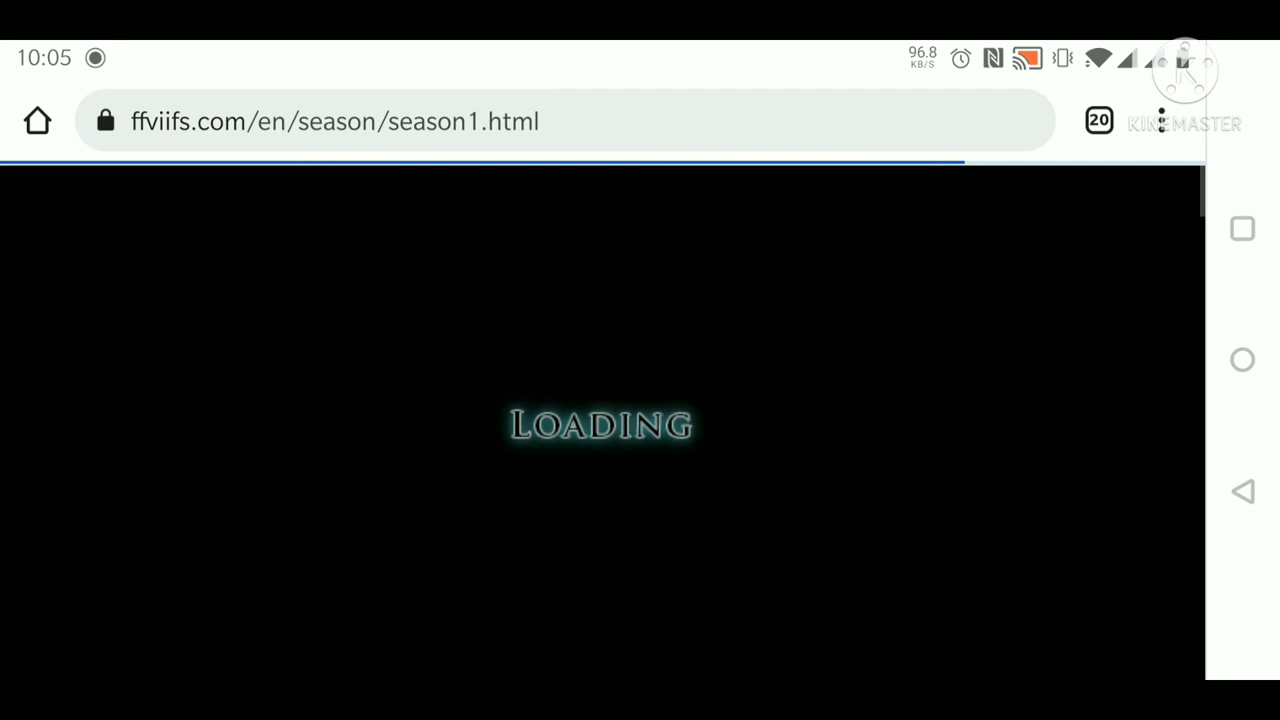 10:05
96.8
KB/S
ffviifs.com/en/season/season1.html
20
K
KINEMASTER
LOADING